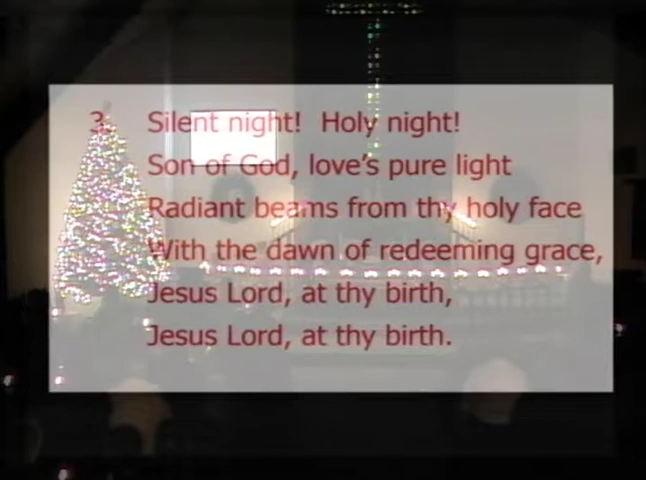 3 Silent night! Holy night!
Son of God, love's pure light
Radiant beams from thy holy face
With the dawn of redeeming grace,
Jesus Lord, at thy birth,
Jesus Lord, at thy birth.